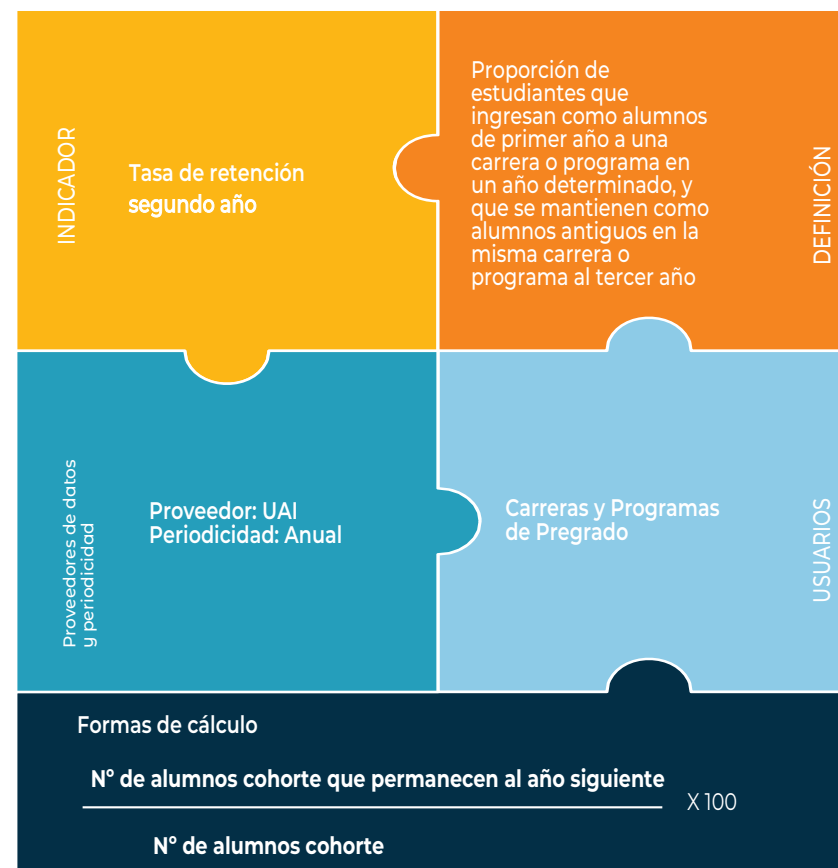 INDICADOR
Tasa de retención
segundo año
Proporción de
estudiantes que
ingresan como alumnos
de primer año a una
carrera o programa en
un año determinado, y
que se mantienen como
alumnos antiguos en la
misma carrera o
programa al tercer año
DEFINICIÓN
Proveedores de datos
y periodicidad
Proveedor: UAI
Periodicidad: Anual
Carreras y Programas
de Pregrado
USUARIOS
Formas de cálculo
N° de alumnos cohorte que permanecen al año siguiente
X 100
N° de alumnos cohorte